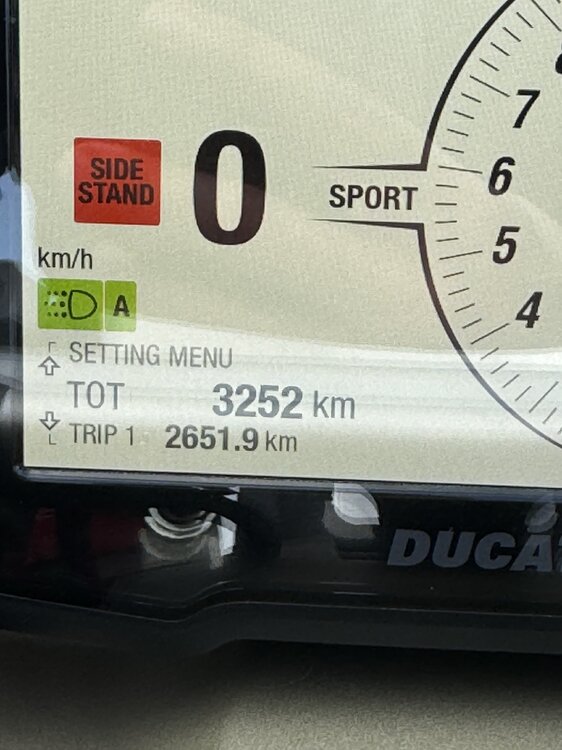 7
SIDE
STAND
0
SPORT
6
5
km/h
A
4
SETTING MENU
TOT 3252 km
TRIP 1 2651.9 km
DUCA